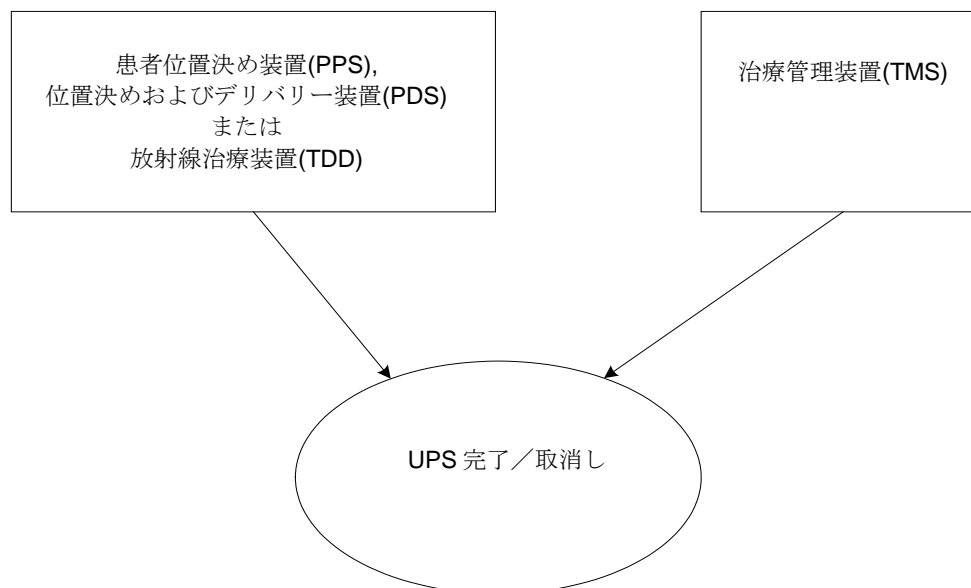 患者位置決め装置(PPS),
位置決めおよびデリバリー装置(PDS)
または
放射線治療装置(TDD)
治療管理装置(TMS)
UPS 完了／取消し